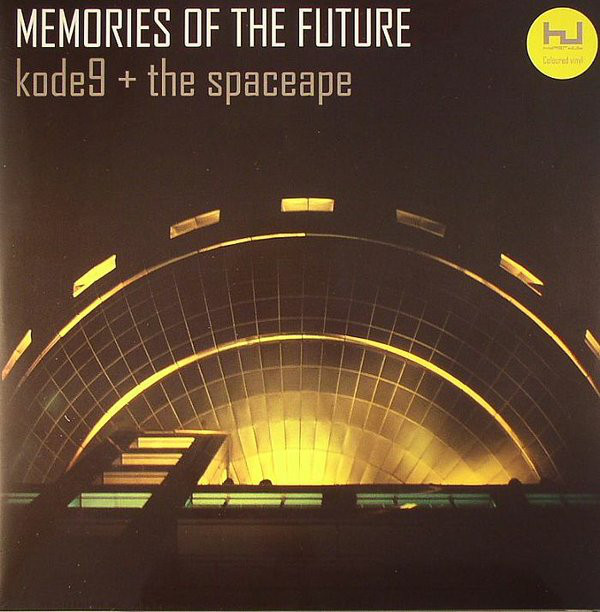 MEMORIES OF THE FUTURE
kode9 + the spaceape
Coloured vinyl